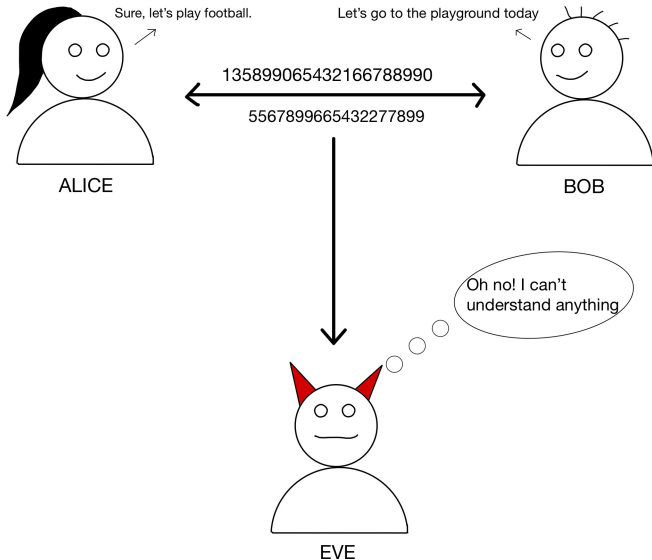 Sure, let's play football.
Let's go to the playground today
135899065432166788990
5567899665432277899
ALICE
BOB
Oh no! I can't
understand anything
EVE